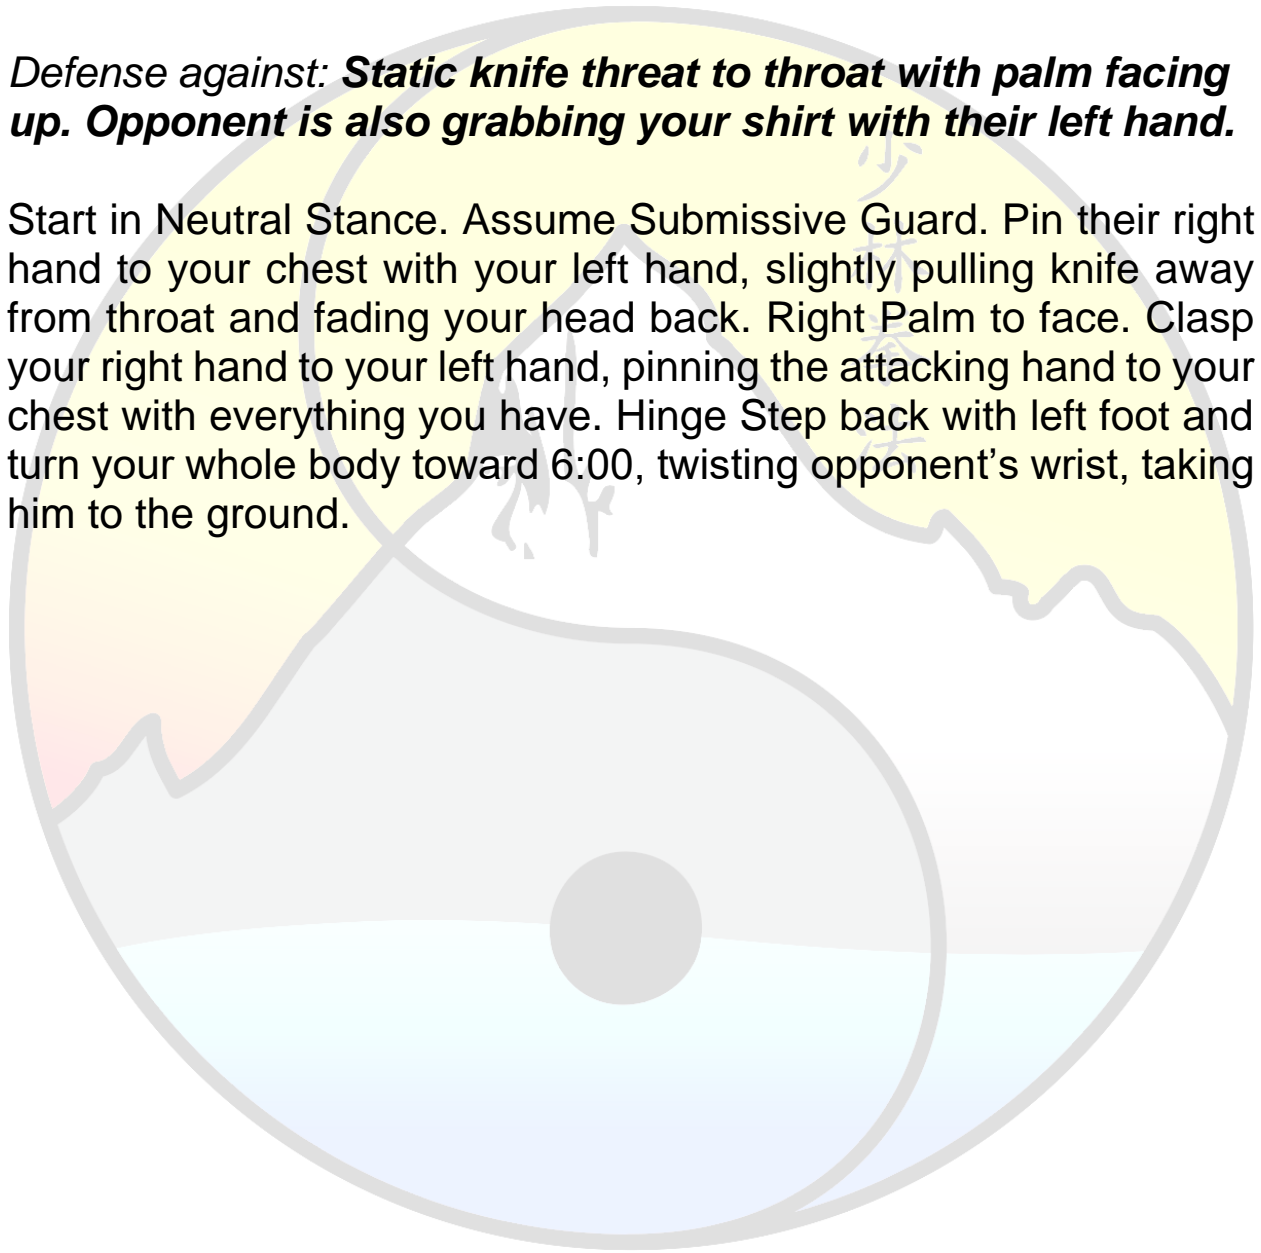 Defense against: Static knife threat to throat with palm facing
up. Opponent is also grabbing your shirt with their left hand.
Start in Neutral Stance. Assume Submissive Guard. Pin their right
hand to your chest with your left hand, slightly pulling knife away
from throat and fading your head back. Right Palm to face. Clasp
your right hand to your left hand, pinning the attacking hand to your
chest with everything you have. Hinge Step back with left foot and
turn your whole body toward 6:00, twisting opponent’s wrist, taking
him to the ground.
少林拳法